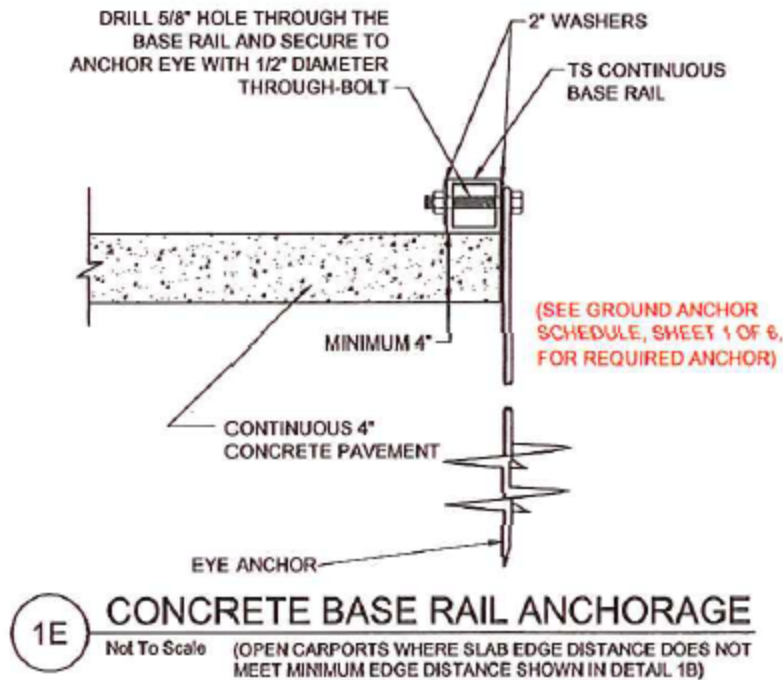 DRILL 5/8" HOLE THROUGH THE
BASE RAIL AND SECURE TO
ANCHOR EYE WITH 1/2" DIAMETER
THROUGH-BOLT
2" WASHERS
TS CONTINUOUS
BASE RAIL
(SEE GROUND ANCHOR
SCHEDULE, SHEET 1 OF 6,
FOR REQUIRED ANCHOR)
MINIMUM 4"
CONTINUOUS 4"
CONCRETE PAVEMENT
EYE ANCHOR
1E
CONCRETE BASE RAIL ANCHORAGE
Not To Scale
(OPEN CARPORTS WHERE SLAB EDGE DISTANCE DOES NOT
MEET MINIMUM EDGE DISTANCE SHOWN IN DETAIL 1B)